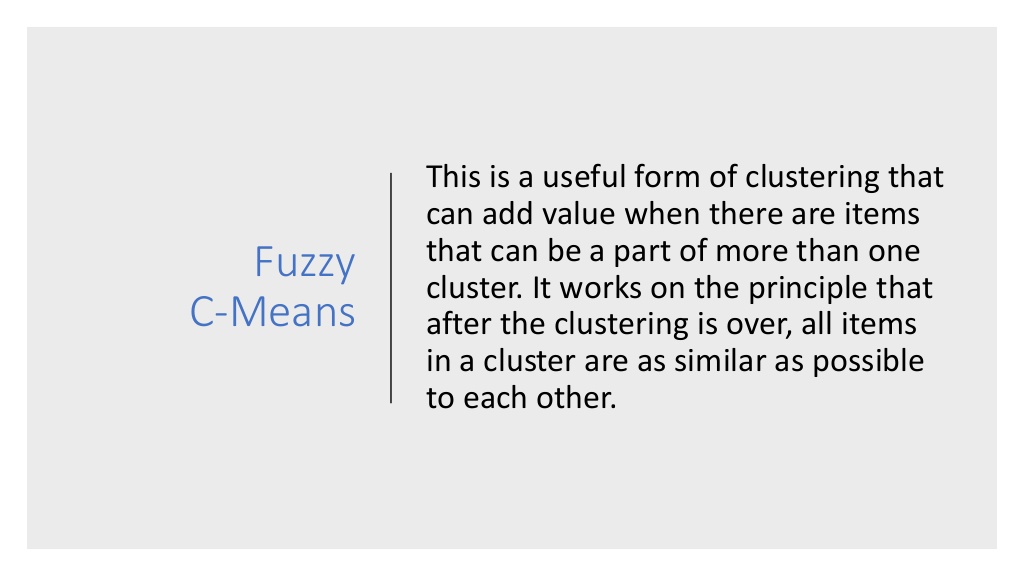 Fuzzy
C-Means
This is a useful form of clustering that
can add value when there are items
that can be a part of more than one
cluster. It works on the principle that
after the clustering is over, all items
in a cluster are as similar as possible
to each other.